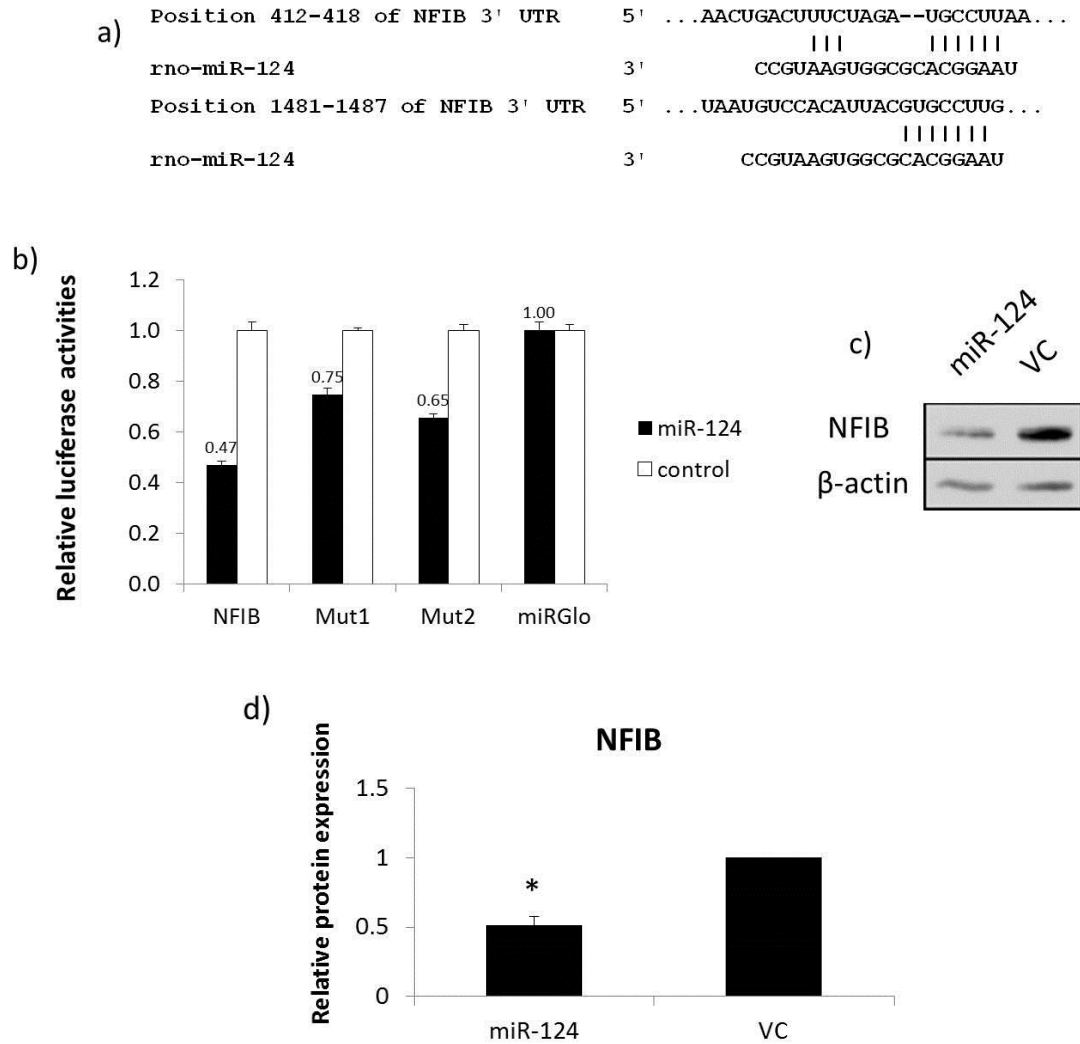 a)
Position 412-418 of NFIB 3' UTR 5' ...AACUGACUUUCUAGA--UGCCUUAA...
rno-miR-124 3' CCGUAAGUGGCGCACGGAAU
Position 1481-1487 of NFIB 3' UTR 5' ...UAAUGUCCACAUUACGUGCCUUG...
rno-miR-124 3' CCGUAAGUGGCGCACGGAAU
b)
Relative luciferase activities
1.2
1.0
0.8
0.6
0.4
0.2
0.0
0.47
0.75
0.65
1.00
NFIB Mut1 Mut2 miRGlo
miR-124
control
c)
miR-124 VC
NFIB
β-actin
d)
NFIB
Relative protein expression
1.5
1
0.5
0
*
miR-124 VC